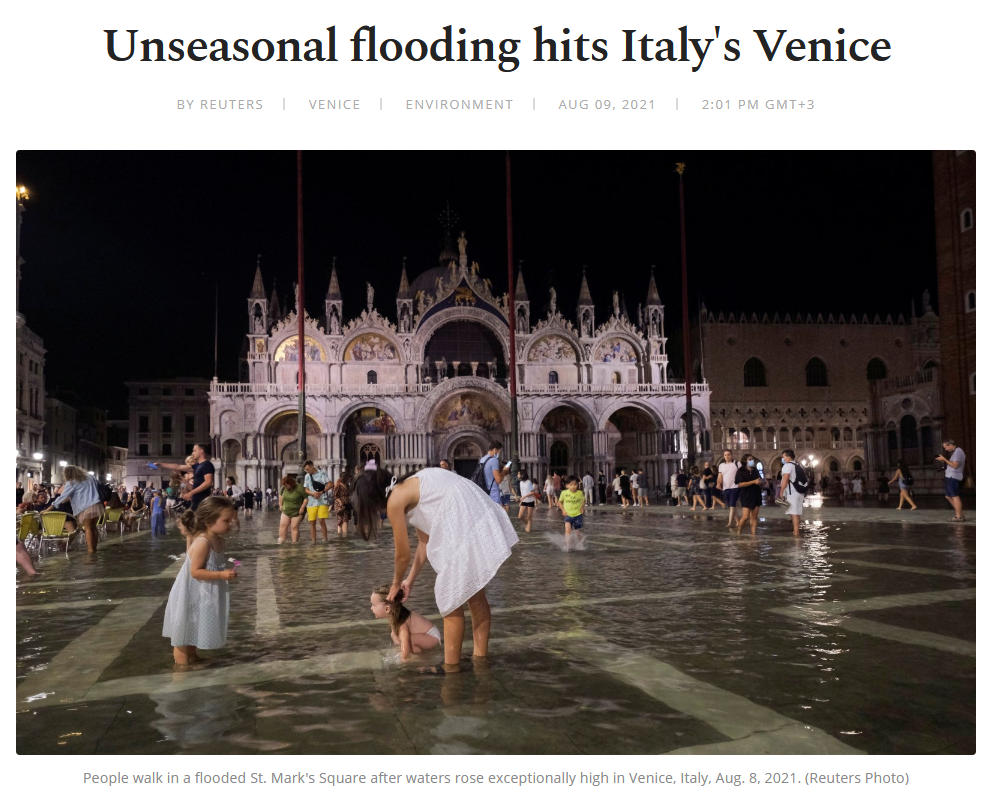 Unseasonal flooding hits Italy's Venice
BY REUTERS | VENICE | ENVIRONMENT | AUG 09, 2021 | 2:01 PM GMT+3
People walk in a flooded St. Mark's Square after waters rose exceptionally high in Venice, Italy, Aug. 8, 2021. (Reuters Photo)